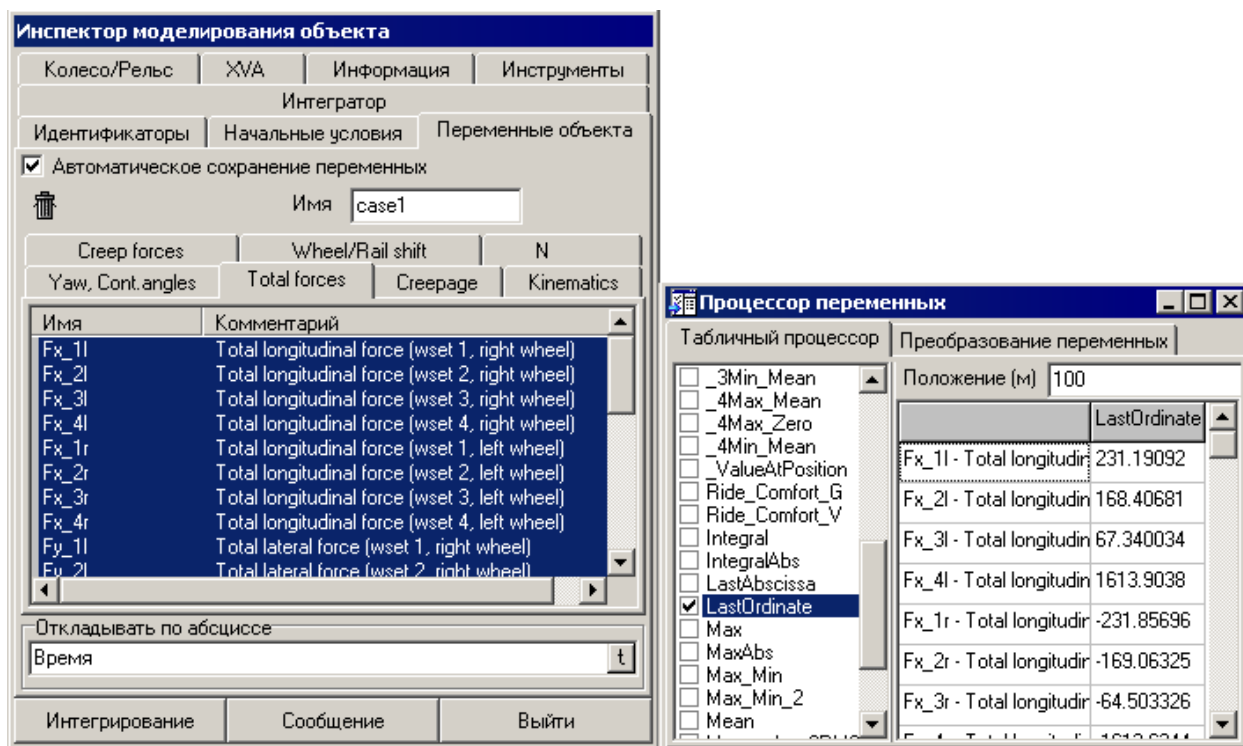 Инспектор моделирования объекта
Колесо/Рельс XVA Информация Инструменты
Интегратор
Идентификаторы Начальные условия Переменные объекта
Автоматическое сохранение переменных
Имя case1
Creep forces Wheel/Rail shift N
Yaw, Cont.angles Total forces Creepage Kinematics
Имя Комментарий
Fx_1l Total longitudinal force (wset 1, right wheel)
Fx_2l Total longitudinal force (wset 2, right wheel)
Fx_3l Total longitudinal force (wset 3, right wheel)
Fx_4l Total longitudinal force (wset 4, right wheel)
Fx_1r Total longitudinal force (wset 1, left wheel)
Fx_2r Total longitudinal force (wset 2, left wheel)
Fx_3r Total longitudinal force (wset 3, left wheel)
Fx_4r Total longitudinal force (wset 4, left wheel)
Fy_1l Total lateral force (wset 1, right wheel)
Fy_2l Total lateral force (wset 2, right wheel)
Откладывать по абсциссе
Время t
Интегрирование Сообщение Выйти
Процессор переменных
Табличный процессор Преобразование переменных
_3Min_Mean
_4Max_Mean
_4Max_Zero
_4Min_Mean
_ValueAtPosition
Ride_Comfort_G
Ride_Comfort_V
Integral
IntegralAbs
LastAbscissa
LastOrdinate
Max
MaxAbs
Max_Min
Max_Min_2
Mean
Положение (м) 100
LastOrdinate
Fx_1l - Total longitudin 231.19092
Fx_2l - Total longitudin 168.40681
Fx_3l - Total longitudin 67.340034
Fx_4l - Total longitudin 1613.9038
Fx_1r - Total longitudir -231.85696
Fx_2r - Total longitudir -169.06325
Fx_3r - Total longitudir -64.503326